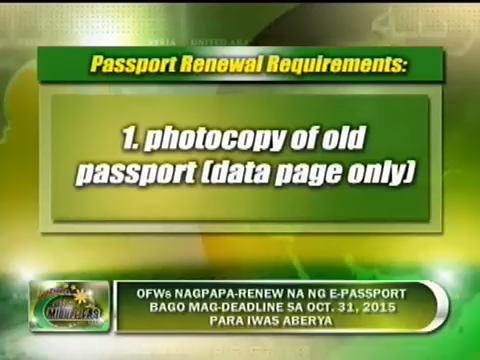 Passport Renewal Requirements:
1. photocopy of old
passport (data page only)
OFWs NAGPAPA-RENEW NA NG E-PASSPORT
BAGO MAG-DEADLINE SA OCT. 31, 2015
PARA IWAS ABERYA